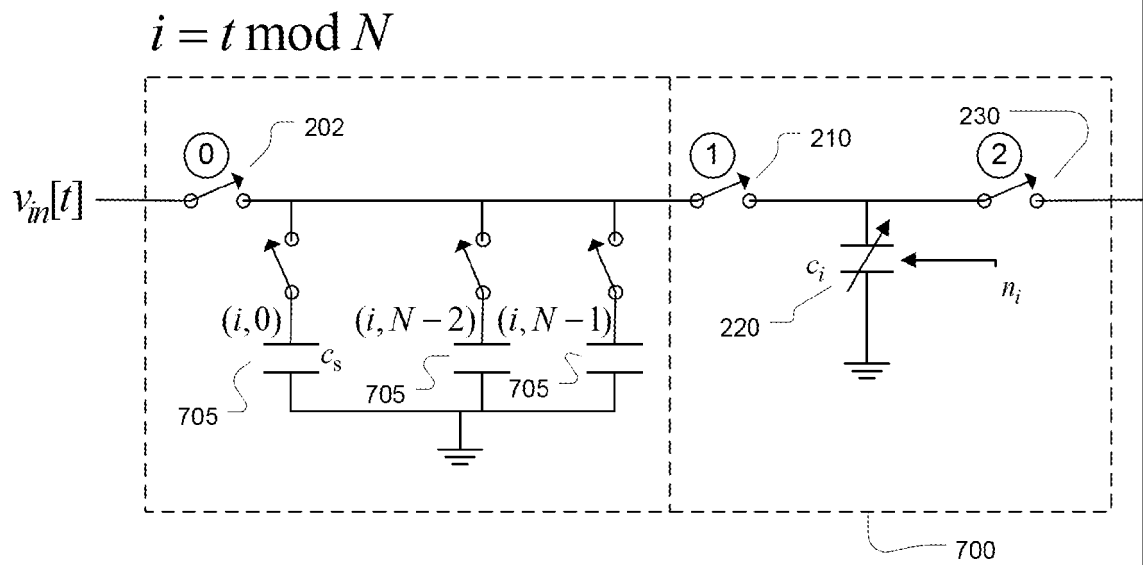 i = t mod N
0
202
1
210
2
230
v_in[t]
c_i
n_i
220
(i,0)
(i, N−2)
(i, N−1)
c_s
705
705
705
700